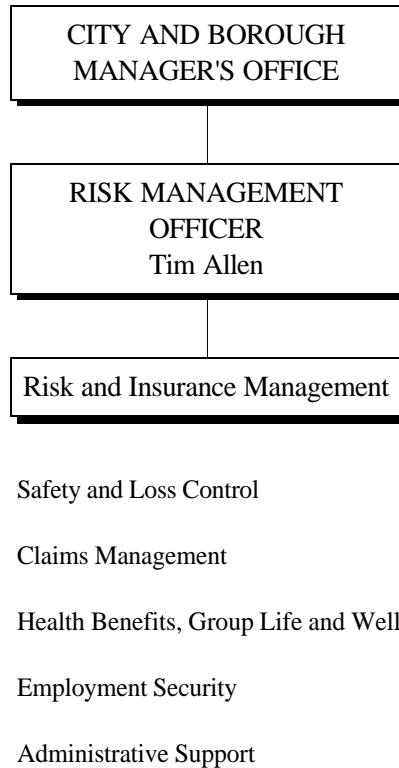 CITY AND BOROUGH
MANAGER'S OFFICE
RISK MANAGEMENT
OFFICER
Tim Allen
Risk and Insurance Management
Safety and Loss Control
Claims Management
Health Benefits, Group Life and Well
Employment Security
Administrative Support